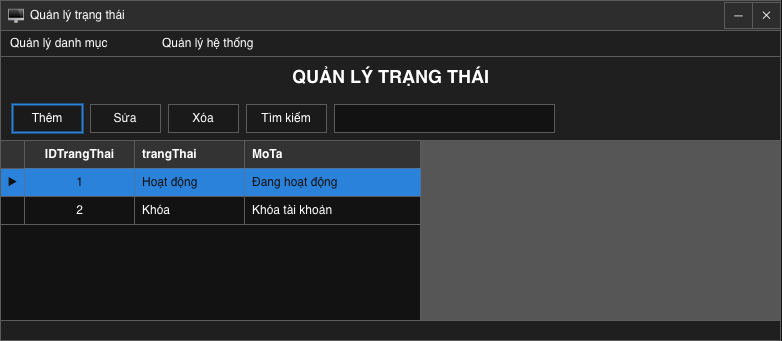 Quản lý trạng thái
Quản lý danh mục Quản lý hệ thống
QUẢN LÝ TRẠNG THÁI
Thêm Sửa Xóa Tìm kiếm
IDTrangThai trangThai MoTa
1 Hoạt động Đang hoạt động
2 Khóa Khóa tài khoản